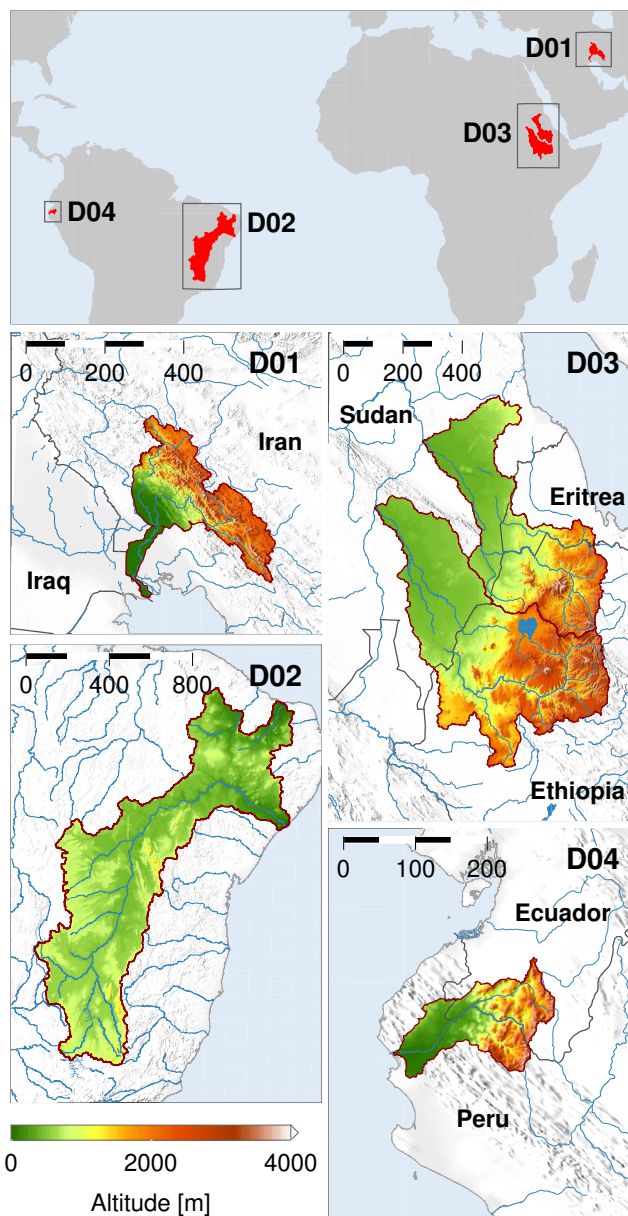 D01
D03
D04
D02
0 200 400
D01
Iran
Iraq
0 200 400
D03
Sudan
Eritrea
Ethiopia
0 400 800
D02
0 100 200
D04
Ecuador
Peru
0 2000 4000
Altitude [m]